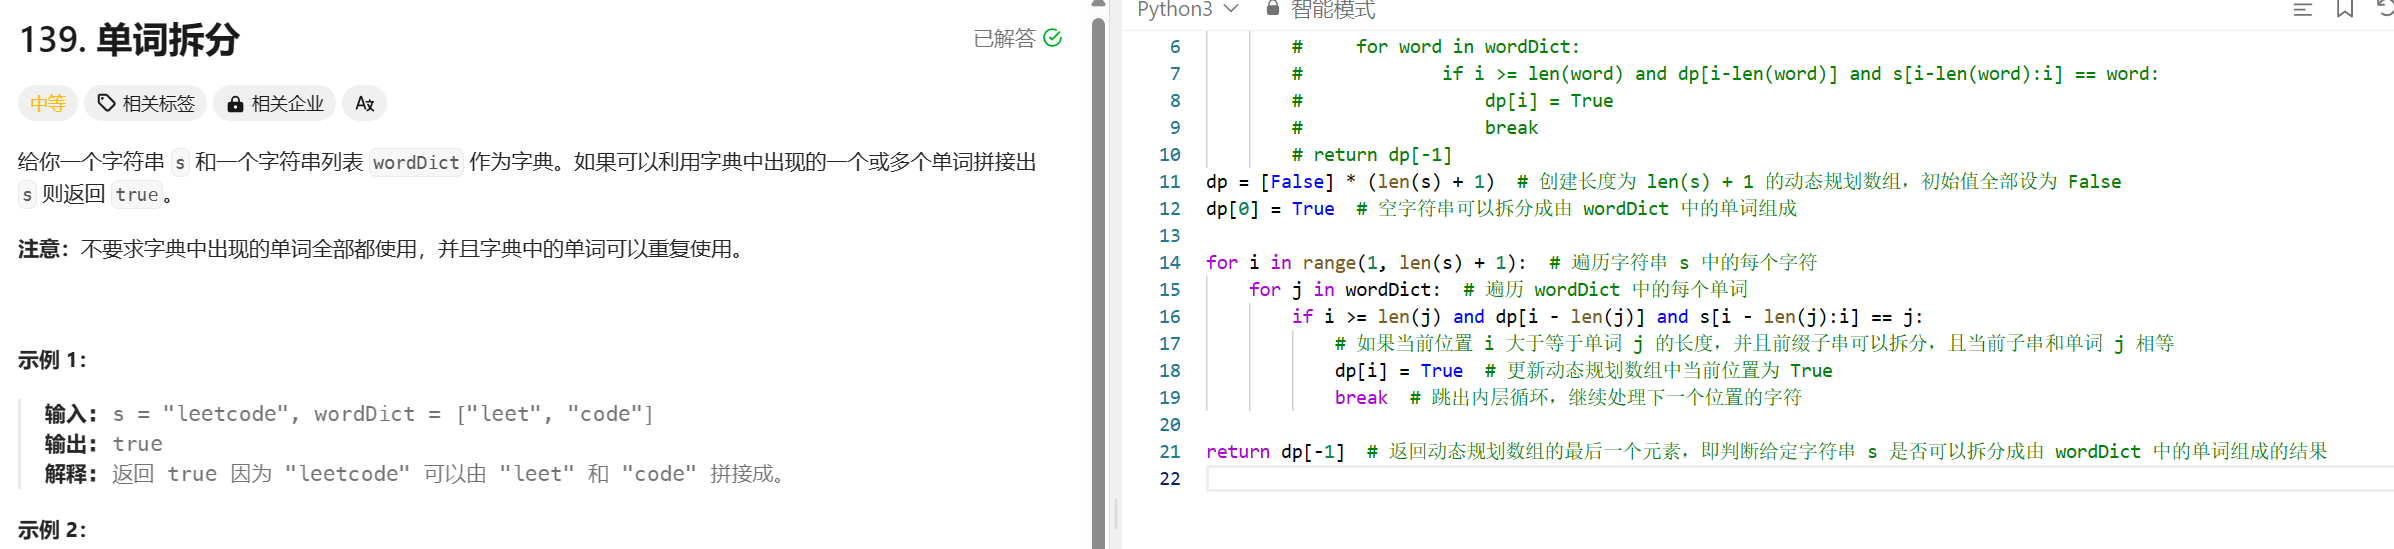 139. 单词拆分
已解答
中等
相关标签
相关企业
给你一个字符串 s 和一个字符串列表 wordDict 作为字典。如果可以利用字典中出现的一个或多个单词拼接出
s 则返回 true。
注意：不要求字典中出现的单词全部都使用，并且字典中的单词可以重复使用。
示例 1：
输入：s = "leetcode", wordDict = ["leet", "code"]
输出：true
解释：返回 true 因为 "leetcode" 可以由 "leet" 和 "code" 拼接成。
示例 2：
Python3
智能模式
6 #     for word in wordDict:
7 #             if i >= len(word) and dp[i-len(word)] and s[i-len(word):i] == word:
8 #                 dp[i] = True
9 #                 break
10 # return dp[-1]
11 dp = [False] * (len(s) + 1)  # 创建长度为 len(s) + 1 的动态规划数组，初始值全部设为 False
12 dp[0] = True  # 空字符串可以拆分成由 wordDict 中的单词组成
13
14 for i in range(1, len(s) + 1):  # 遍历字符串 s 中的每个字符
15     for j in wordDict:  # 遍历 wordDict 中的每个单词
16         if i >= len(j) and dp[i - len(j)] and s[i - len(j):i] == j:
17             # 如果当前位置 i 大于等于单词 j 的长度，并且前缀子串可以拆分，且当前子串和单词 j 相等
18             dp[i] = True  # 更新动态规划数组中当前位置为 True
19             break  # 跳出内层循环，继续处理下一个位置的字符
20
21 return dp[-1]  # 返回动态规划数组的最后一个元素，即判断给定字符串 s 是否可以拆分成由 wordDict 中的单词组成的结果
22